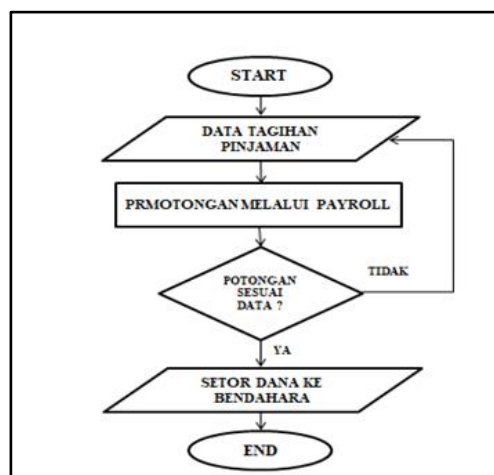 START
DATA TAGIHAN
PINJAMAN
PRMOTONGAN MELALUI PAYROLL
POTONGAN
SESUAI
DATA ?
TIDAK
YA
SETOR DANA KE
BENDAHARA
END